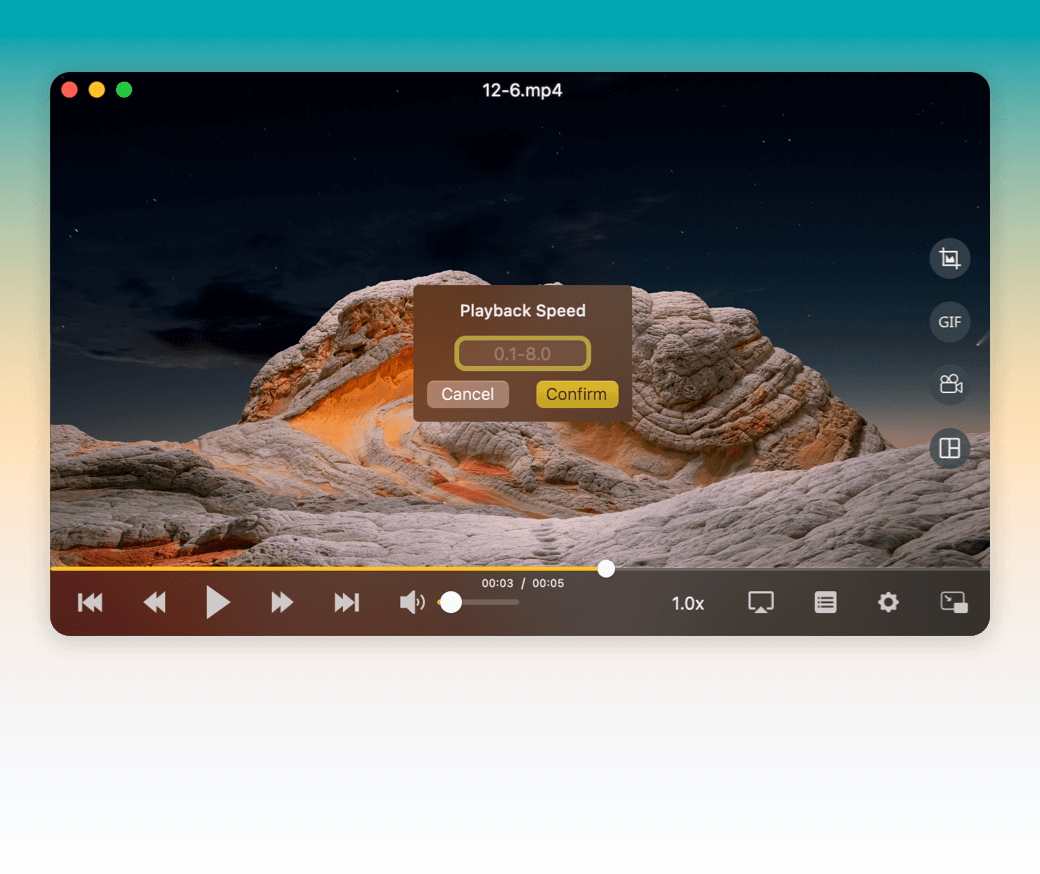 12-6.mp4
Playback Speed
0.1-8.0
Cancel
Confirm
GIF
00:03 / 00:05
1.0x